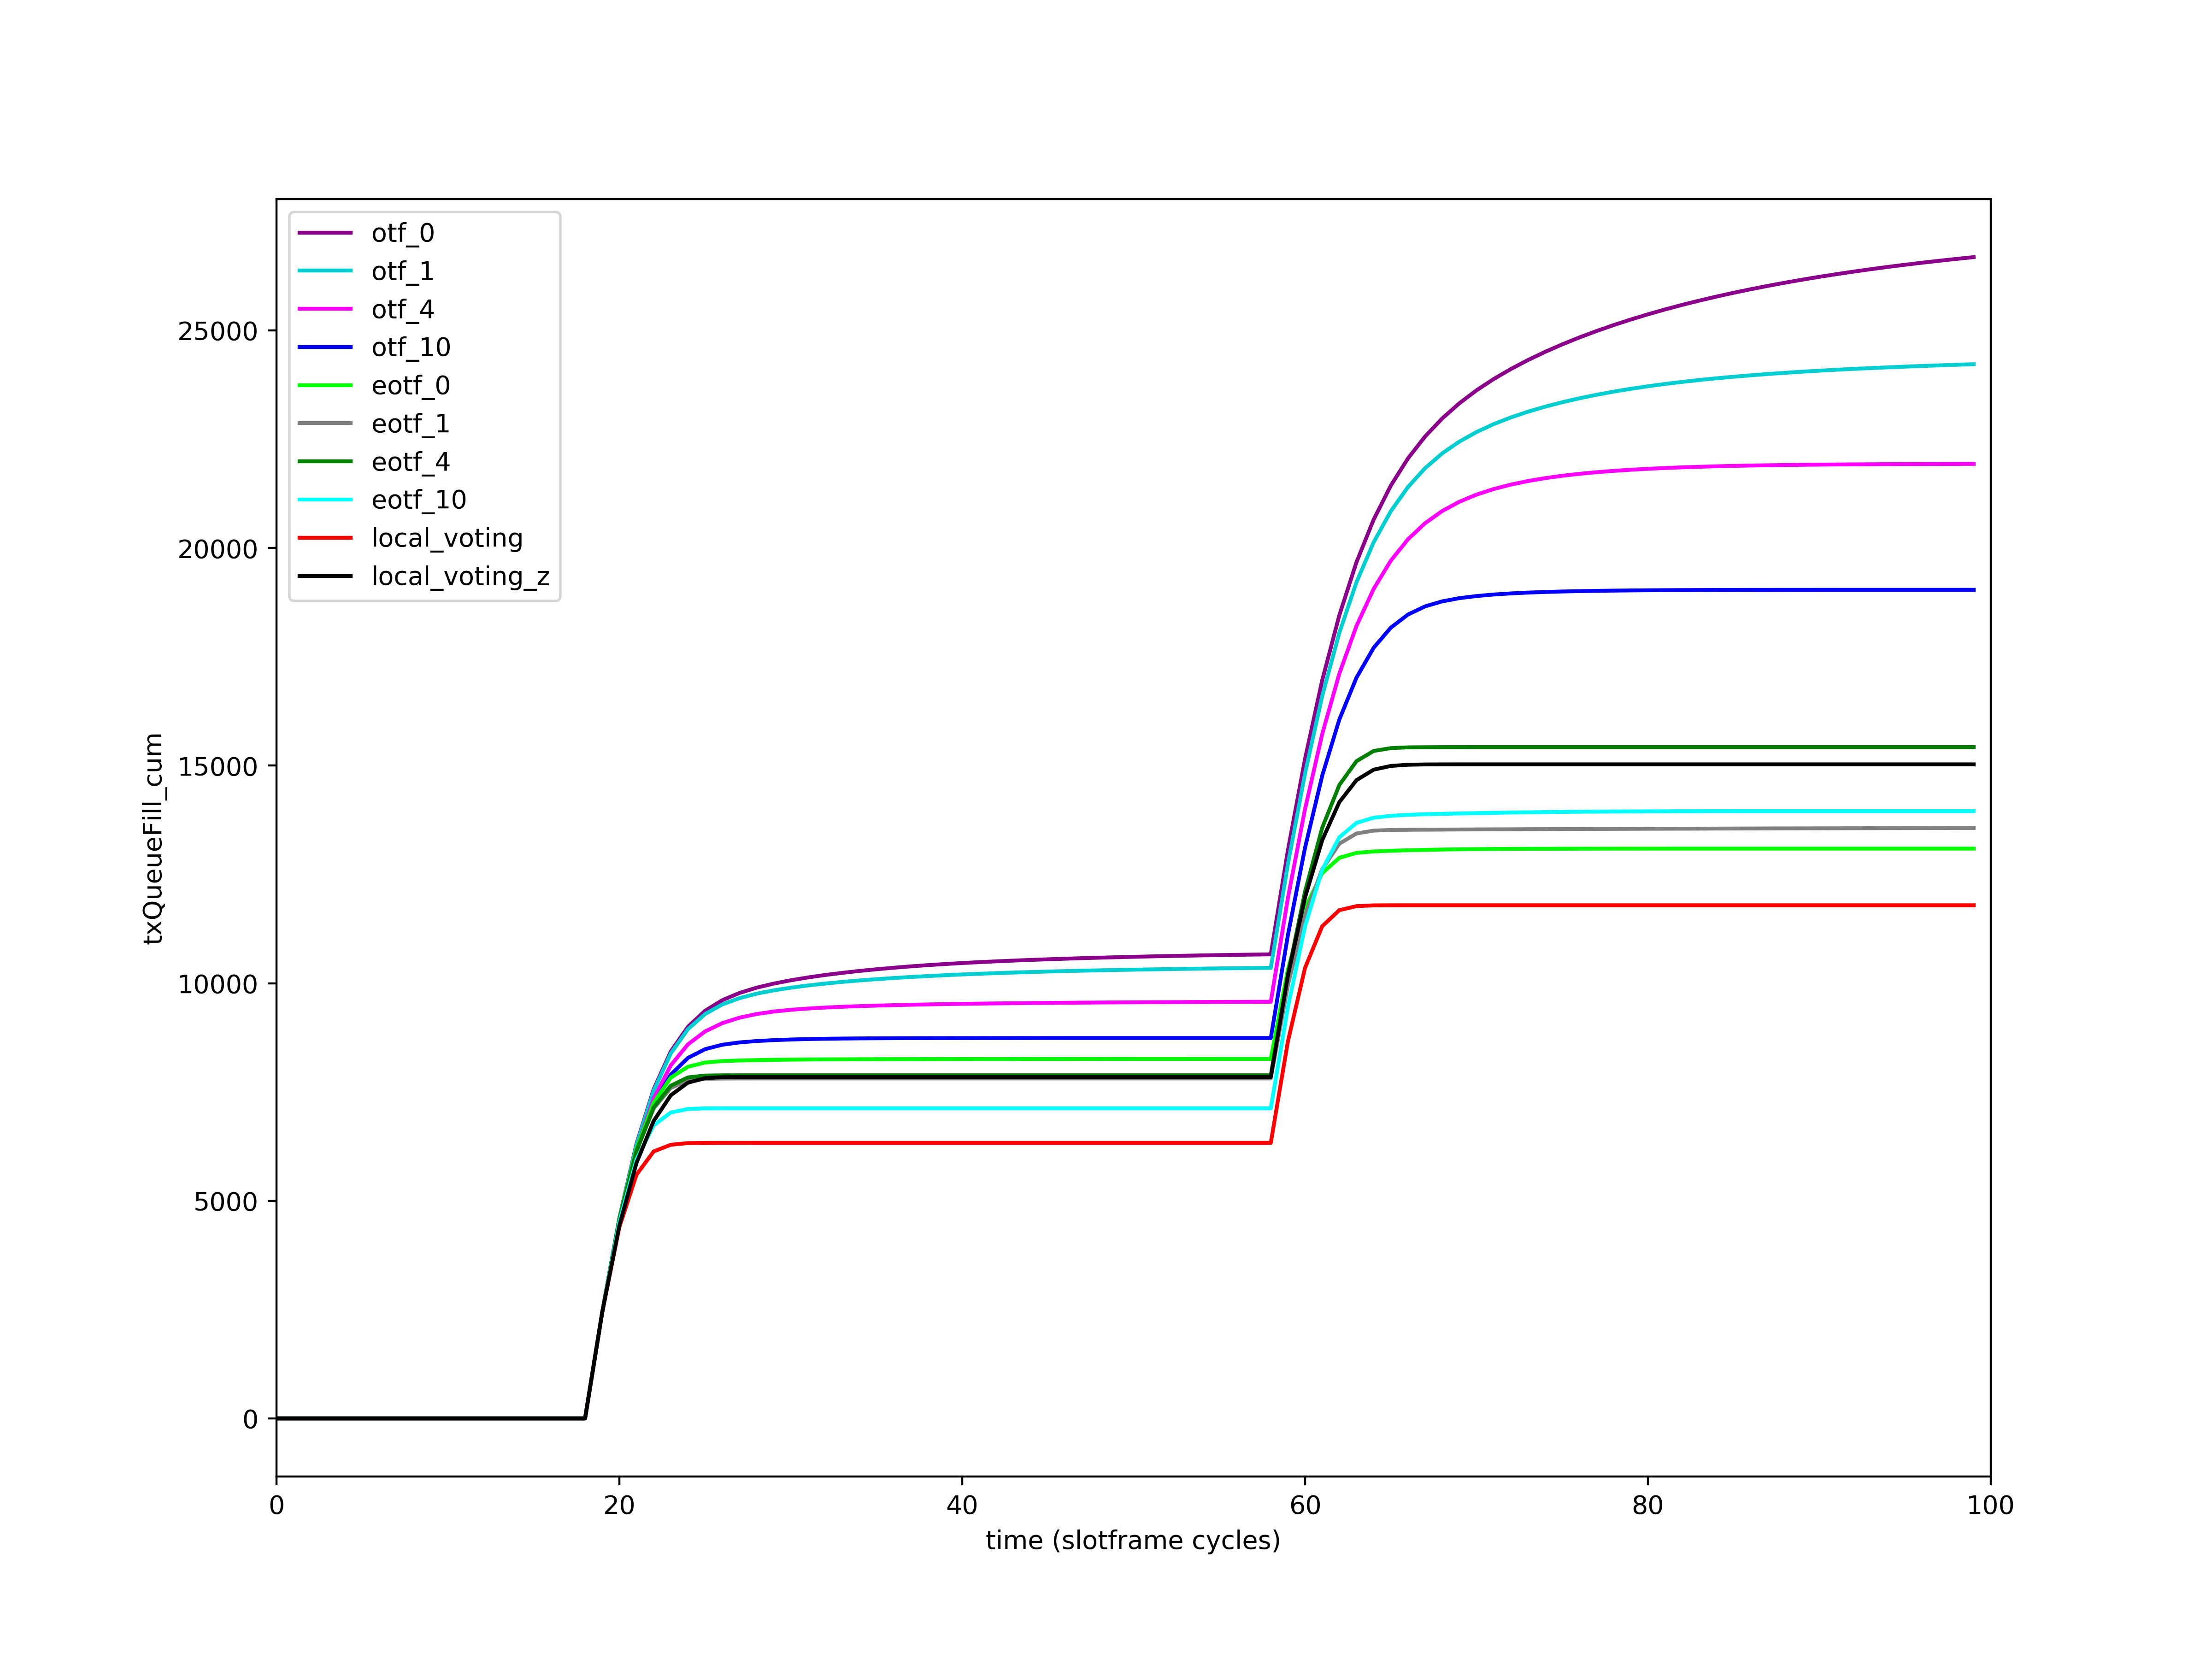 otf_0
otf_1
otf_4
otf_10
eotf_0
eotf_1
eotf_4
eotf_10
local_voting
local_voting_z
25000
20000
15000
10000
5000
0
txQueueFill_cum
0 20 40 60 80 100
time (slotframe cycles)